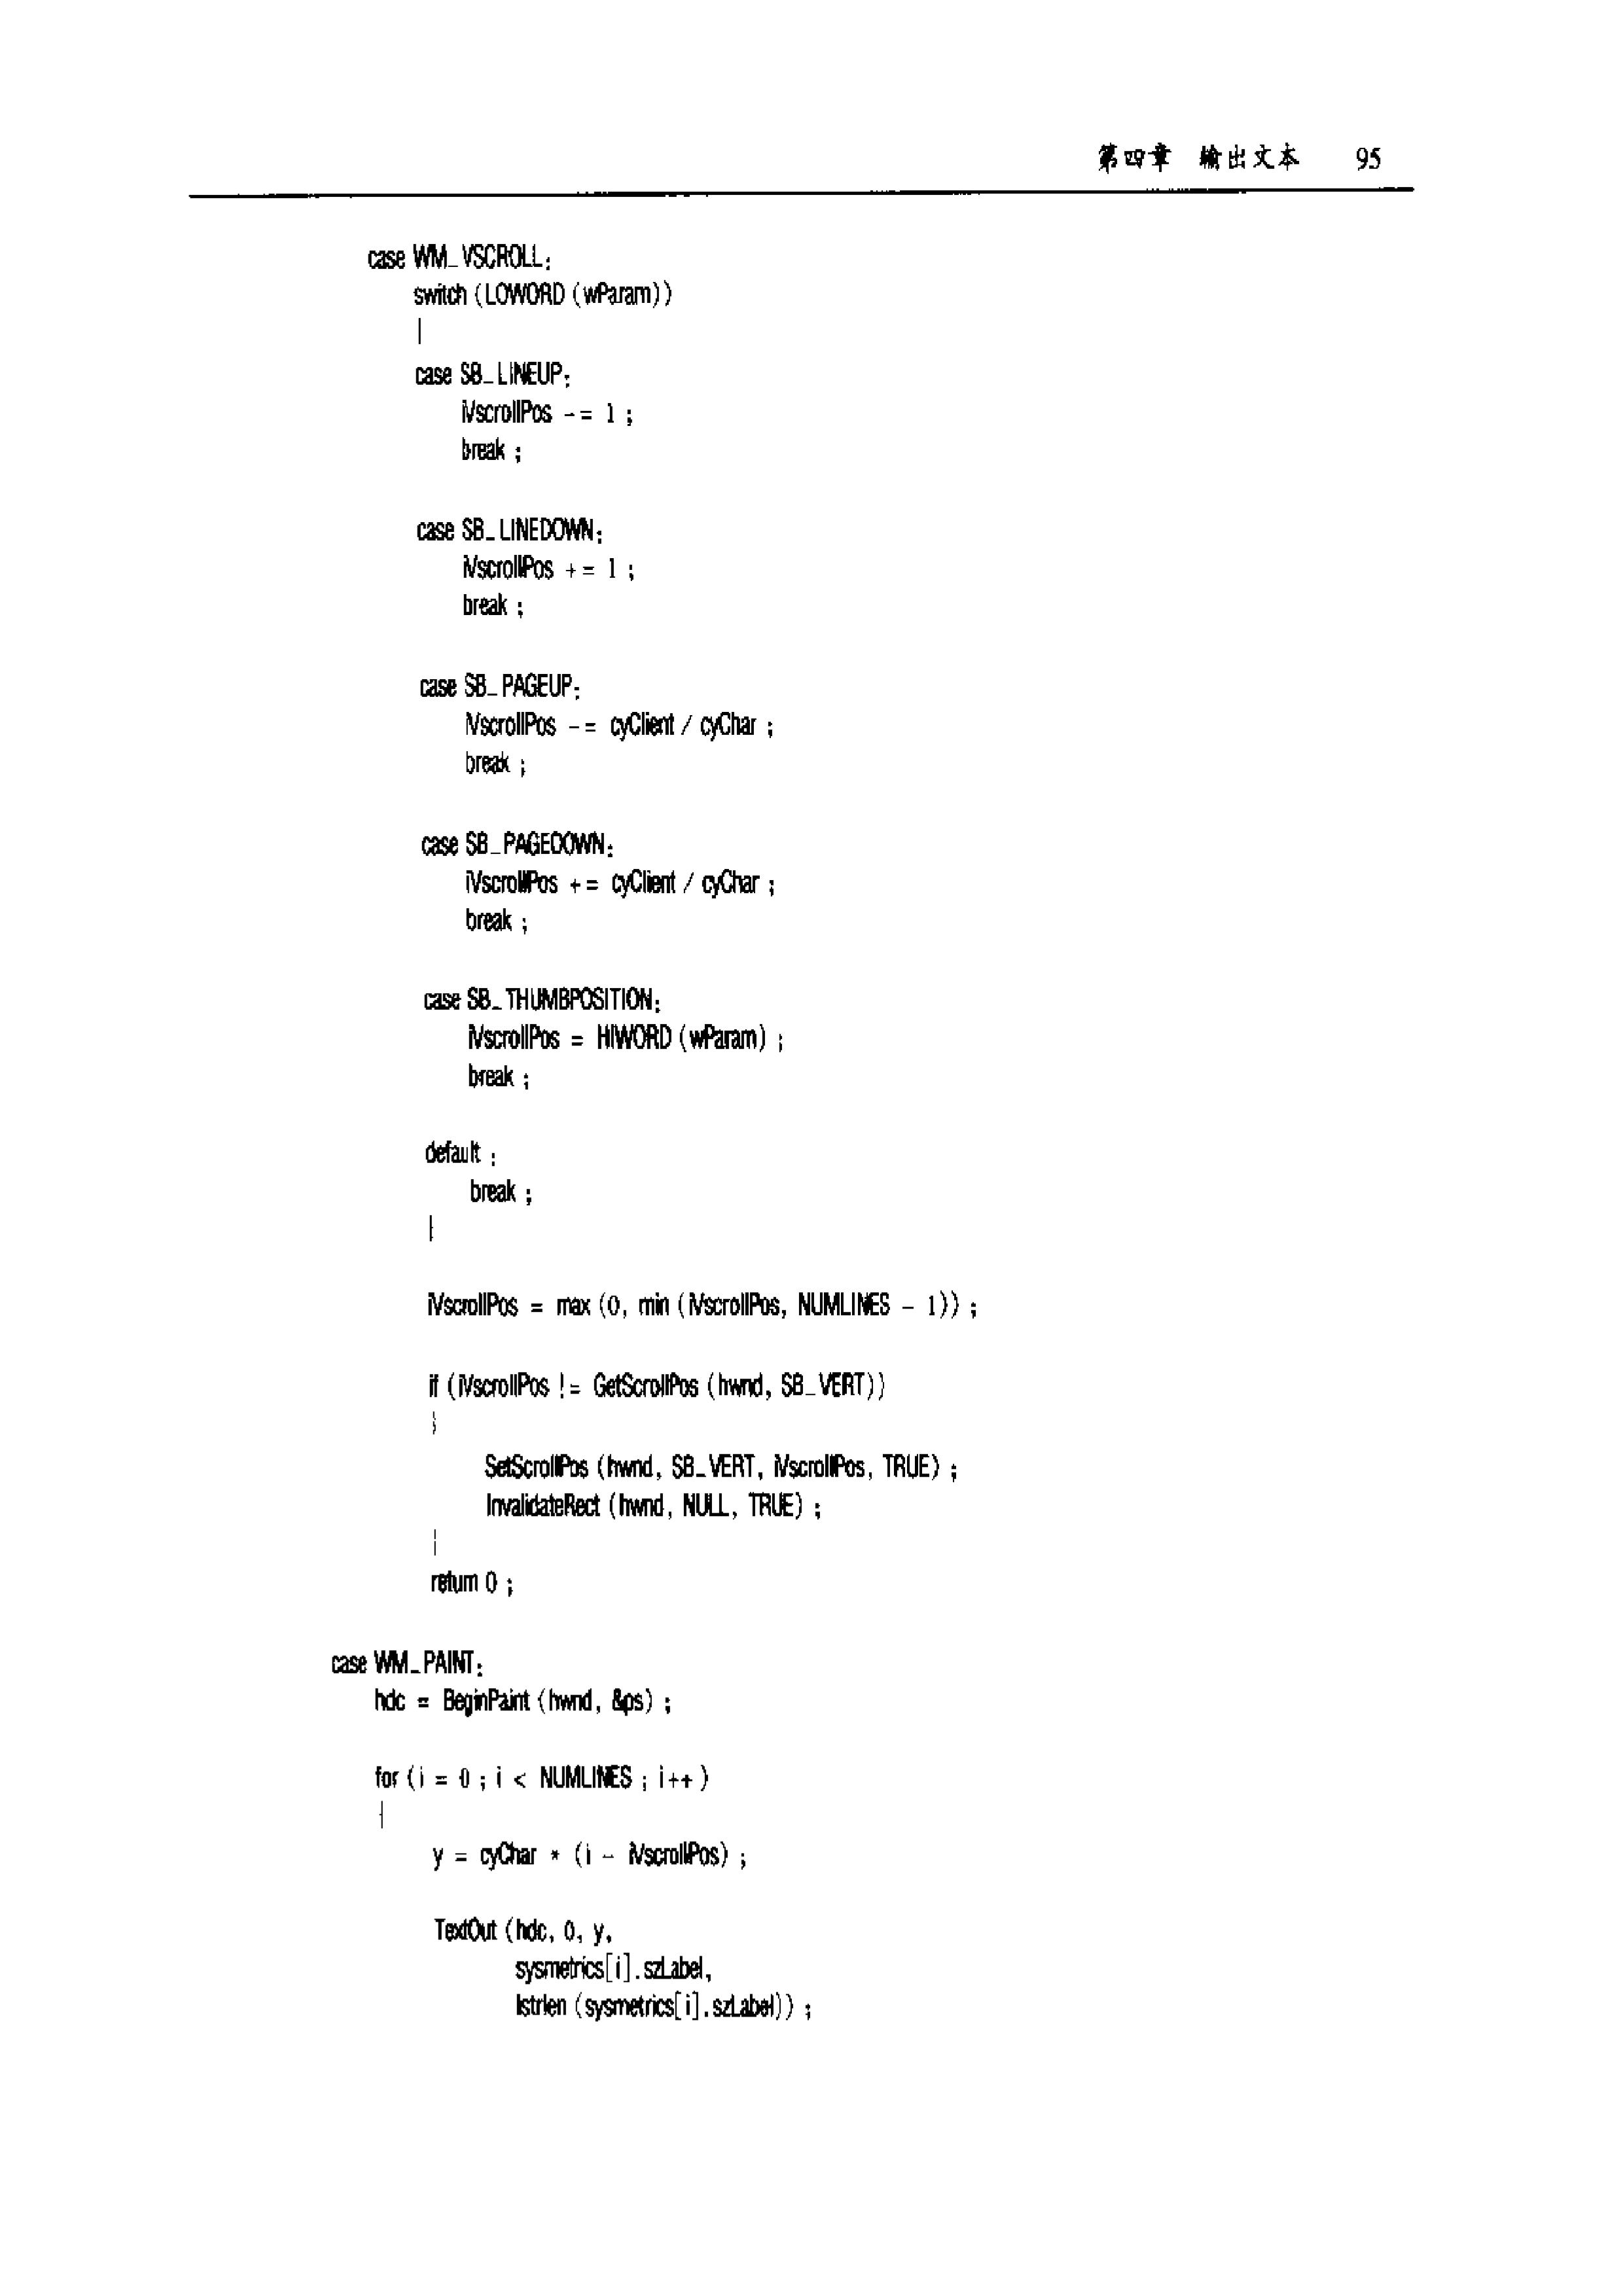 第四章 输出文本 95
case WM_VSCROLL:
switch (LOWORD (wParam))
{
case SB_LINEUP:
iVscrollPos -= 1 ;
break ;
case SB_LINEDOWN:
iVscrollPos += 1 ;
break ;
case SB_PAGEUP:
iVscrollPos -= cyClient / cyChar ;
break ;
case SB_PAGEDOWN:
iVscrollPos += cyClient / cyChar ;
break ;
case SB_THUMBPOSITION:
iVscrollPos = HIWORD (wParam) ;
break ;
default :
break ;
}
iVscrollPos = max (0, min (iVscrollPos, NUMLINES - 1)) ;
if (iVscrollPos != GetScrollPos (hwnd, SB_VERT))
{
SetScrollPos (hwnd, SB_VERT, iVscrollPos, TRUE) ;
InvalidateRect (hwnd, NULL, TRUE) ;
}
return 0 ;
case WM_PAINT:
hdc = BeginPaint (hwnd, &ps) ;
for (i = 0 ; i < NUMLINES ; i++ )
{
y = cyChar * (i - iVscrollPos) ;
TextOut (hdc, 0, y,
sysmetrics[i].szLabel,
lstrlen (sysmetrics[i].szLabel)) ;